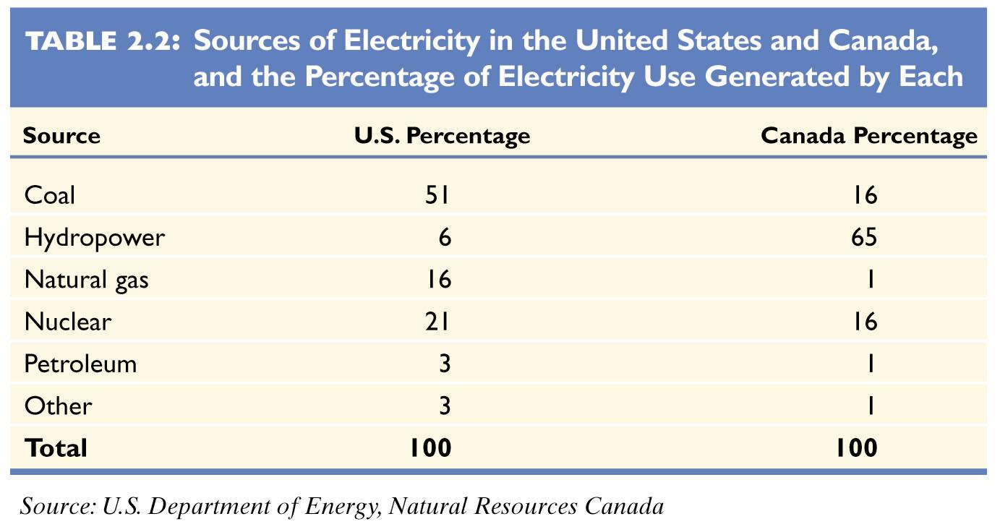 TABLE 2.2: Sources of Electricity in the United States and Canada,
and the Percentage of Electricity Use Generated by Each
Source U.S. Percentage Canada Percentage
Coal 51 16
Hydropower 6 65
Natural gas 16 1
Nuclear 21 16
Petroleum 3 1
Other 3 1
Total 100 100
Source: U.S. Department of Energy, Natural Resources Canada